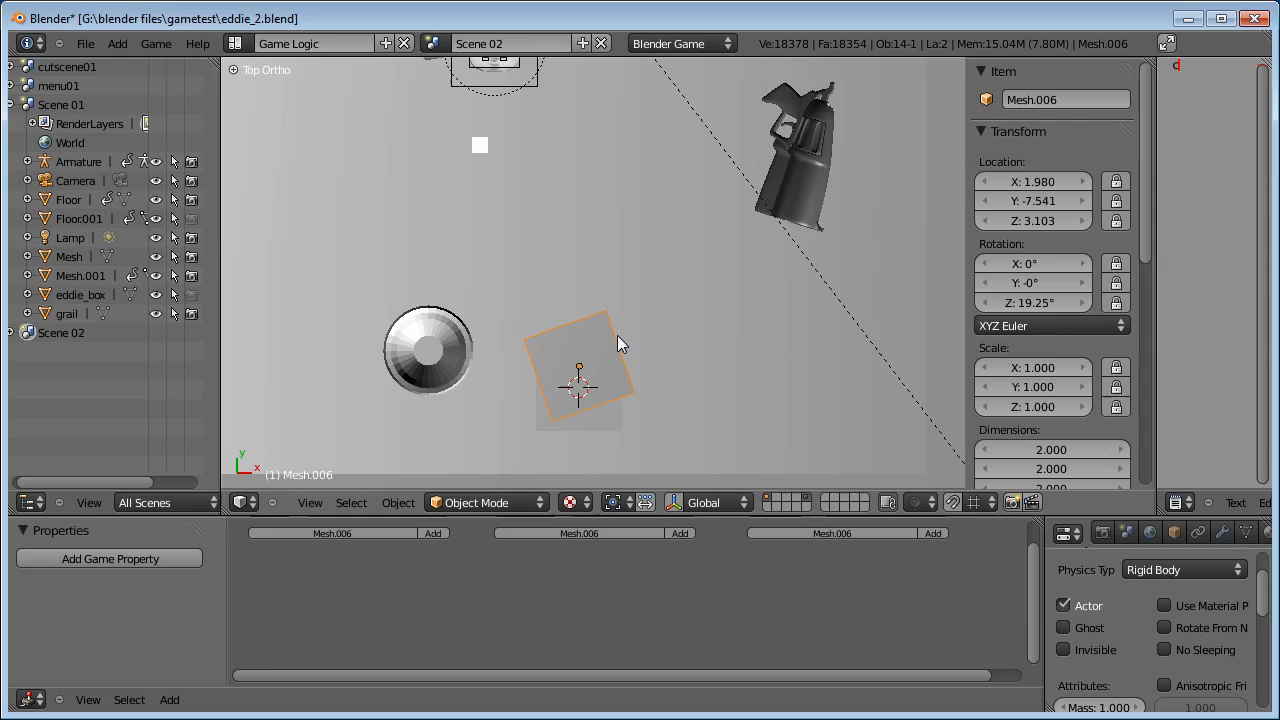 Blender* [G:\blender files\gametest\eddie_2.blend]
File Add Game Help Game Logic Scene 02 Blender Game Ve:18378 | Fa:18354 | Ob:14-1 | La:2 | Mem:15.04M (7.80M) | Mesh.006
cutscene01
menu01
Scene 01
RenderLayers |
World
Armature |
Camera |
Floor |
Floor.001
Lamp |
Mesh |
Mesh.001
eddie_box |
grail |
Scene 02
View All Scenes
Top Ortho
y
x
(1) Mesh.006
View Select Object Object Mode Global
Item
Mesh.006
Transform
Location:
X: 1.980
Y: -7.541
Z: 3.103
Rotation:
X: 0°
Y: -0°
Z: 19.25°
XYZ Euler
Scale:
X: 1.000
Y: 1.000
Z: 1.000
Dimensions:
2.000
2.000
c
Text Ed
Properties
Add Game Property
Mesh.006 Add Mesh.006 Add Mesh.006 Add
View Select Add
Physics Typ Rigid Body
Actor Use Material P
Ghost Rotate From N
Invisible No Sleeping
Attributes: Anisotropic Fri
Mass: 1.000 1.000